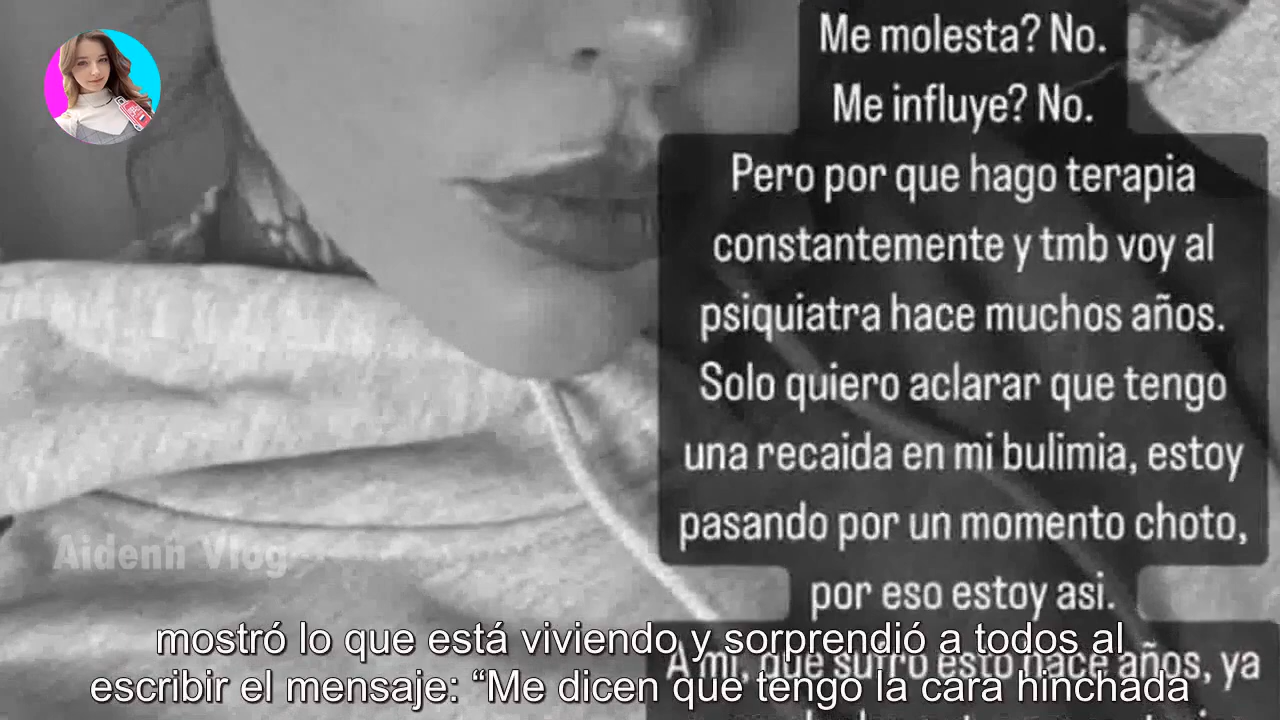 Me molesta? No.
Me influye? No.
Pero por que hago terapia
constantemente y tmb voy al
psiquiatra hace muchos años.
Solo quiero aclarar que tengo
una recaida en mi bulimia, estoy
pasando por un momento choto,
por eso estoy asi.
A mi, que sufro esto hace años, ya
Aidenn Vlog
mostró lo que está viviendo y sorprendió a todos al
escribir el mensaje: “Me dicen que tengo la cara hinchada